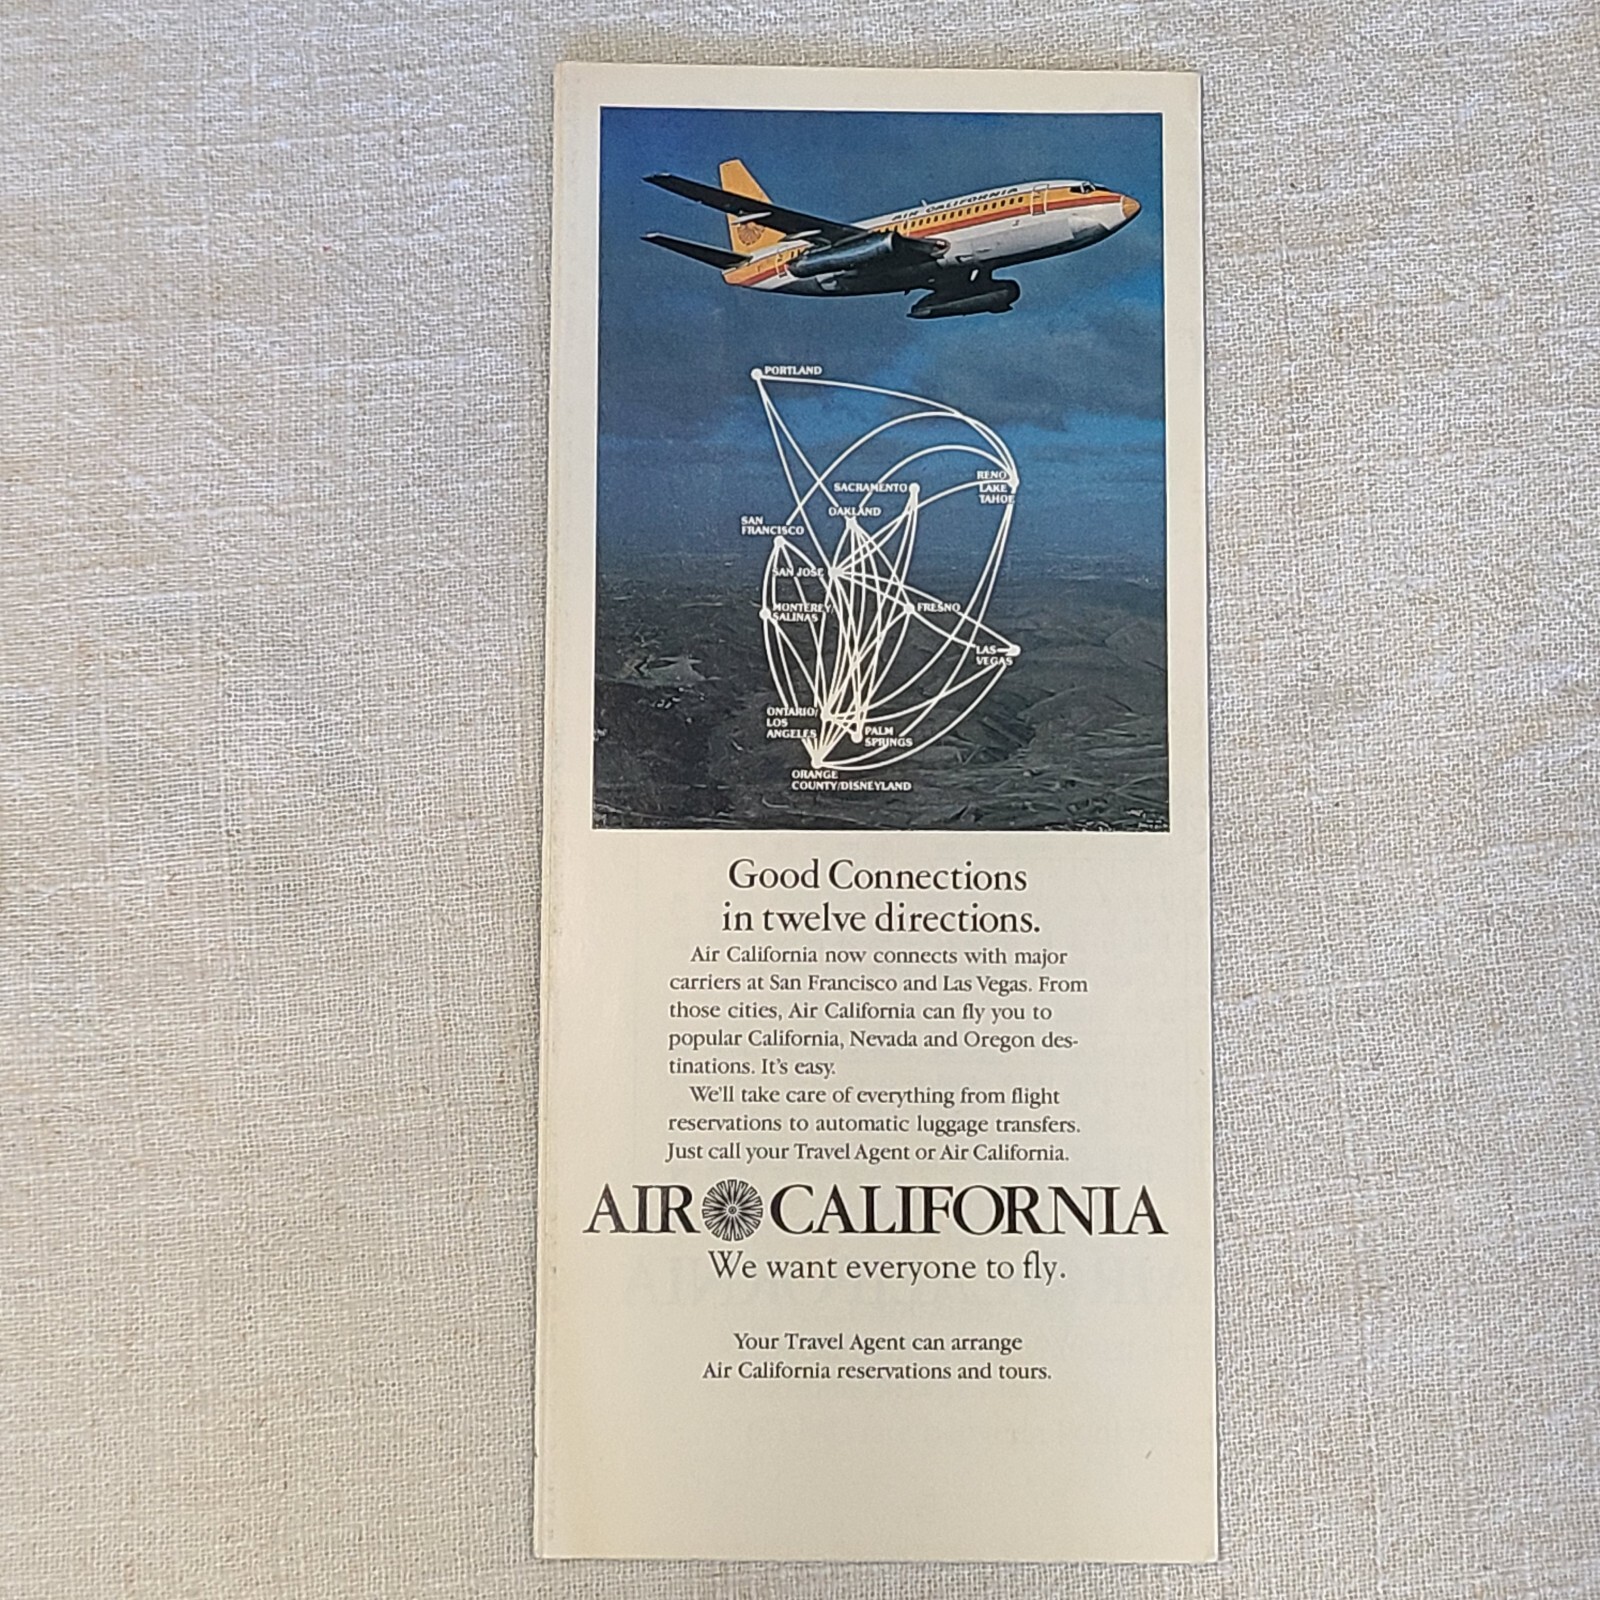 AIR CALIFORNIA
PORTLAND
RENO
LAKE
TAHOE
SACRAMENTO
OAKLAND
SAN
FRANCISCO
SAN JOSE
MONTEREY/
SALINAS
FRESNO
LAS
VEGAS
ONTARIO/
LOS
ANGELES
PALM
SPRINGS
ORANGE
COUNTY/DISNEYLAND
Good Connections
in twelve directions.
Air California now connects with major
carriers at San Francisco and Las Vegas. From
those cities, Air California can fly you to
popular California, Nevada and Oregon des-
tinations. It's easy.
We'll take care of everything from flight
reservations to automatic luggage transfers.
Just call your Travel Agent or Air California.
AIR CALIFORNIA
We want everyone to fly.
Your Travel Agent can arrange
Air California reservations and tours.